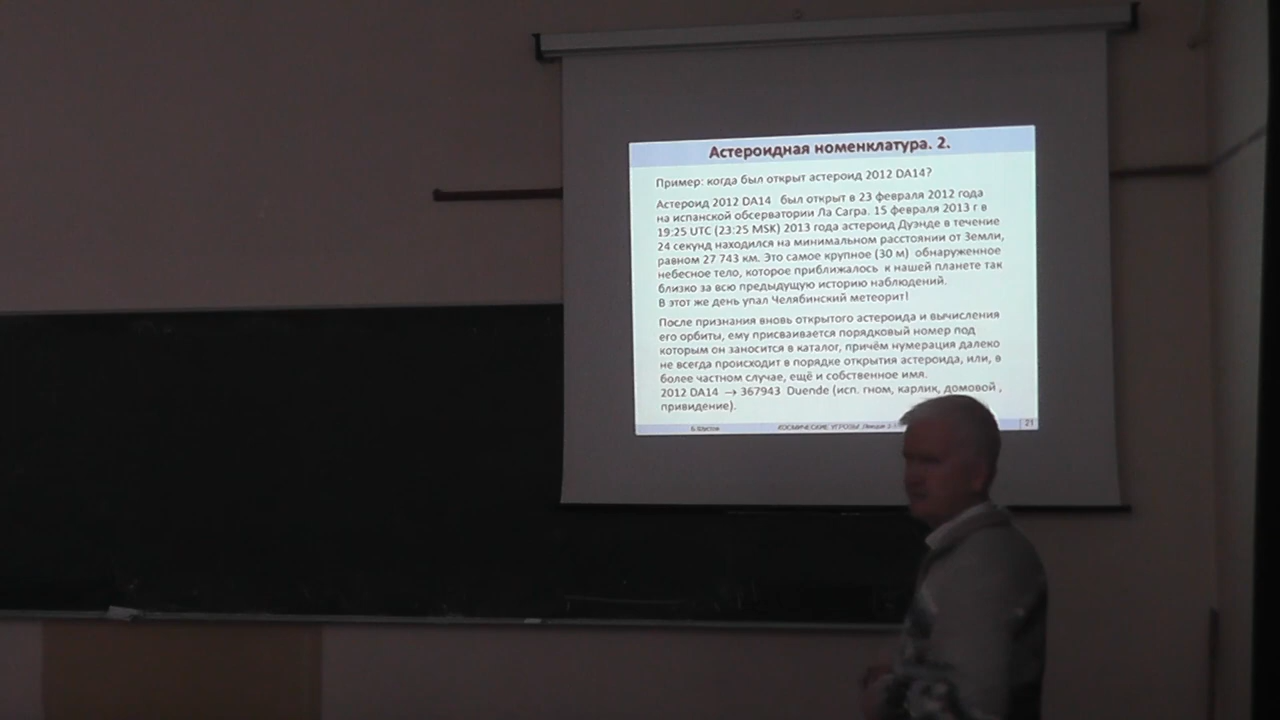 Астероидная номенклатура. 2.
Пример: когда был открыт астероид 2012 DA14?
Астероид 2012 DA14 был открыт в 23 февраля 2012 года
на испанской обсерватории Ла Сагра. 15 февраля 2013 г в
19:25 UTC (23:25 MSK) 2013 года астероид Дуэнде в течение
24 секунд находился на минимальном расстоянии от Земли,
равном 27 743 км. Это самое крупное (30 м) обнаруженное
небесное тело, которое приближалось к нашей планете так
близко за всю предыдущую историю наблюдений.
В этот же день упал Челябинский метеорит!
После признания вновь открытого астероида и вычисления
его орбиты, ему присваивается порядковый номер под
которым он заносится в каталог, причём нумерация далеко
не всегда происходит в порядке открытия астероида, или, в
более частном случае, ещё и собственное имя.
2012 DA14 → 367943 Duende (исп. гном, карлик, домовой ,
привидение).
Б.Шустов КОСМИЧЕСКИЕ УГРОЗЫ: Лекция 2 21